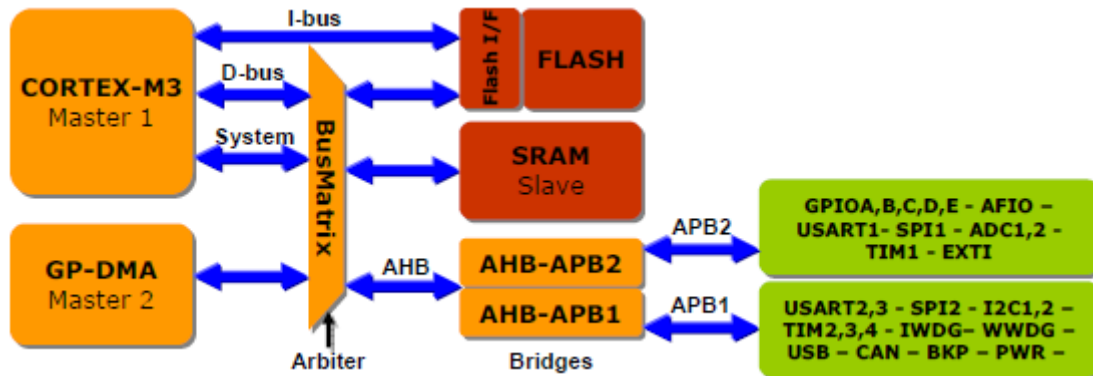 I-bus
CORTEX-M3
Master 1
D-bus
System
BusMatrix
Flash I/F
FLASH
SRAM
Slave
GP-DMA
Master 2
AHB
AHB-APB2
AHB-APB1
Arbiter
Bridges
APB2
GPIOA,B,C,D,E - AFIO –
USART1- SPI1 - ADC1,2 -
TIM1 - EXTI
APB1
USART2,3 - SPI2 - I2C1,2 –
TIM2,3,4 - IWDG– WWDG –
USB – CAN – BKP – PWR –